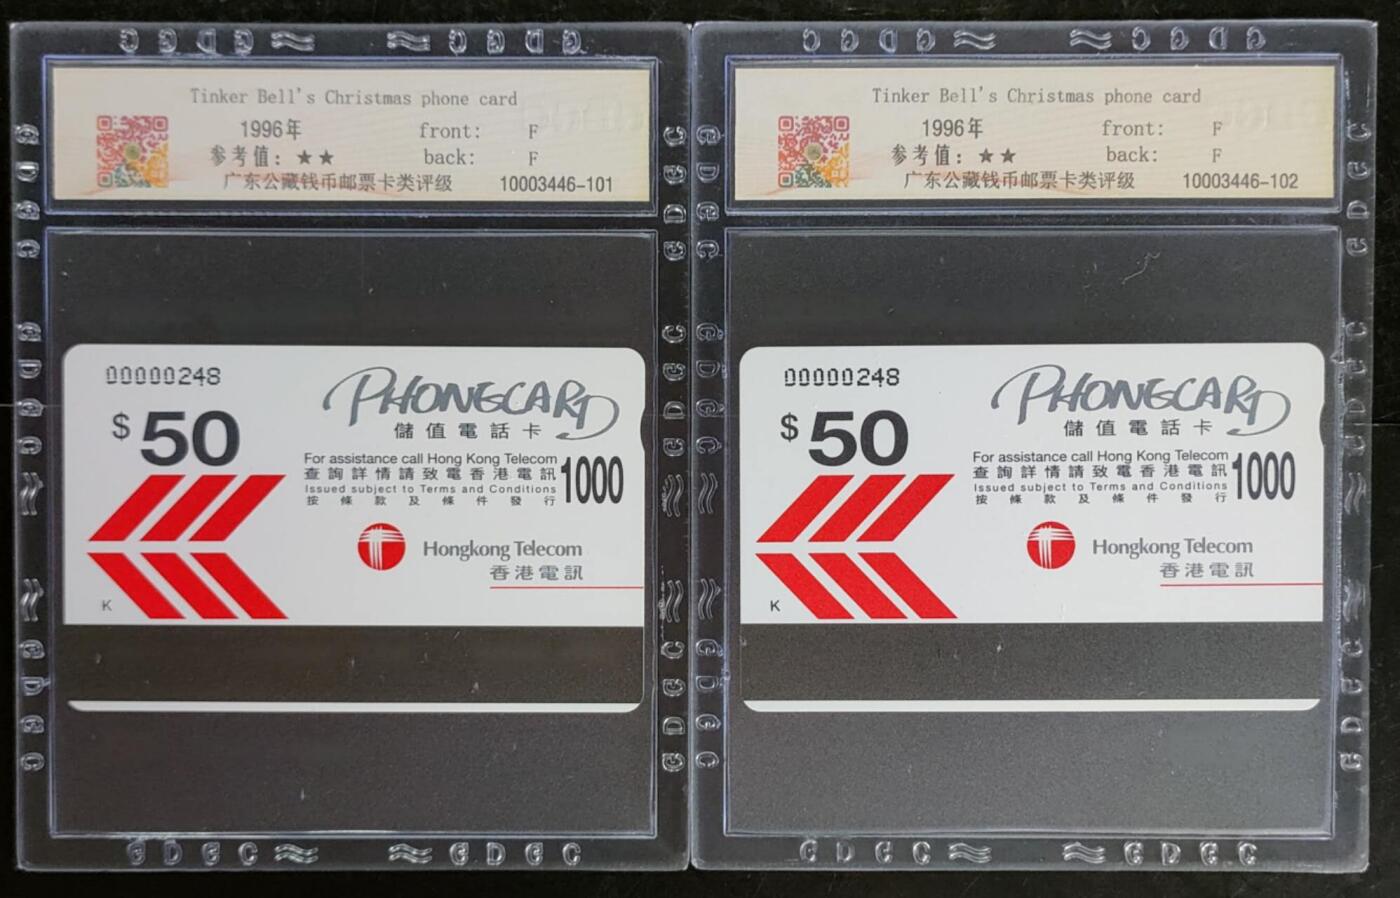 G D G C
G D G C
Tinker Bell's Christmas phone card
1996年
front: F
参考值：★★
back: F
广东公藏钱币邮票卡类评级
10003446-101
00000248
PHONECARD
$50
儲值電話卡
For assistance call Hong Kong Telecom
查詢詳情請致電香港電訊
1000
Issued subject to Terms and Conditions
按條款及條件發行
Hongkong Telecom
香港電訊
K
G D G C
G D G C
G D G C
G D G C
Tinker Bell's Christmas phone card
1996年
front: F
参考值：★★
back: F
广东公藏钱币邮票卡类评级
10003446-102
00000248
PHONECARD
$50
儲值電話卡
For assistance call Hong Kong Telecom
查詢詳情請致電香港電訊
1000
Issued subject to Terms and Conditions
按條款及條件發行
Hongkong Telecom
香港電訊
K
G D G C
G D G C